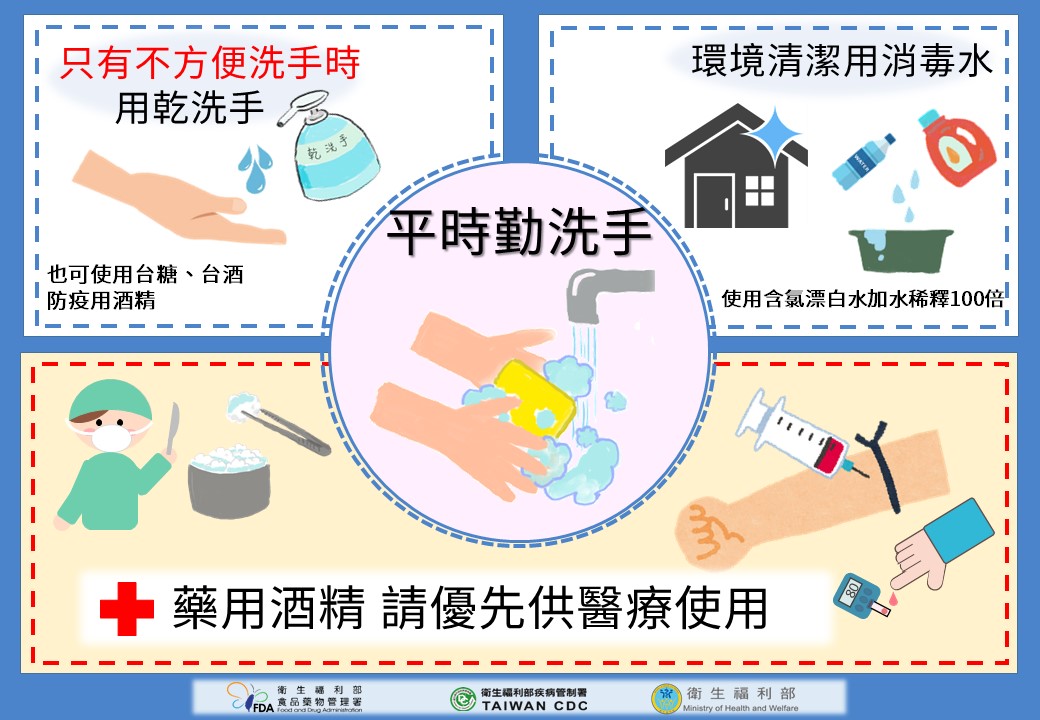 只有不方便洗手時
用乾洗手
乾洗手
也可使用台糖、台酒
防疫用酒精
環境清潔用消毒水
WATER
使用含氯漂白水加水稀釋100倍
平時勤洗手
藥用酒精 請優先供醫療使用
80
衛生福利部
食品藥物管理署
FDA Food and Drug Administration
衛生福利部疾病管制署
TAIWAN CDC
衛生福利部
Ministry of Health and Welfare